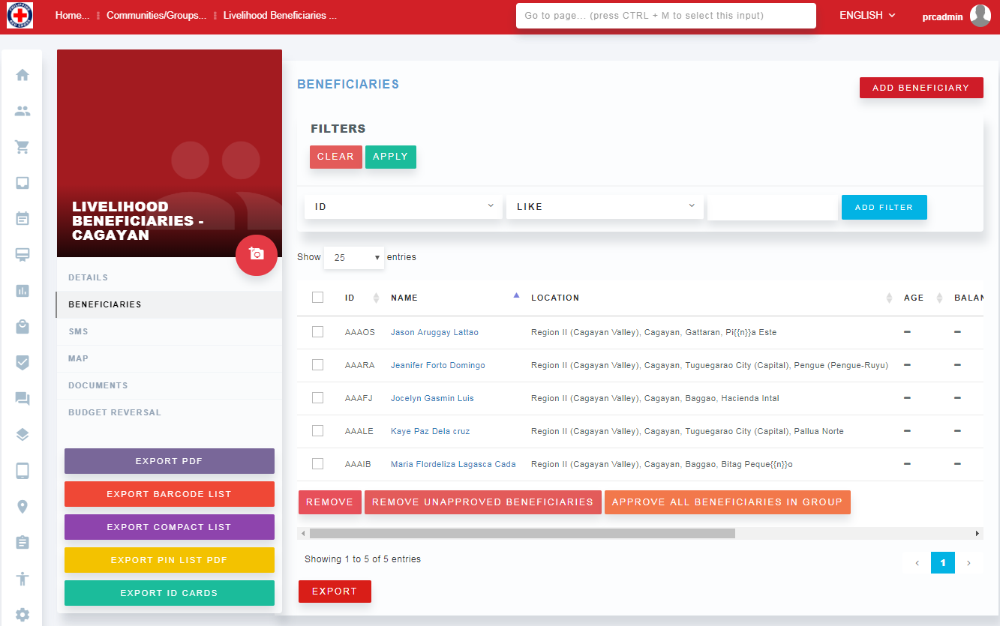 Home... Communities/Groups... Livelihood Beneficiaries ... Go to page... (press CTRL + M to select this input) ENGLISH prcadmin
LIVELIHOOD
BENEFICIARIES -
CAGAYAN
DETAILS
BENEFICIARIES
SMS
MAP
DOCUMENTS
BUDGET REVERSAL
EXPORT PDF
EXPORT BARCODE LIST
EXPORT COMPACT LIST
EXPORT PIN LIST PDF
EXPORT ID CARDS
BENEFICIARIES
ADD BENEFICIARY
FILTERS
CLEAR APPLY
ID LIKE ADD FILTER
Show 25 entries
ID NAME LOCATION AGE BALAN
AAAOS Jason Aruggay Lattao Region II (Cagayan Valley), Cagayan, Gattaran, Pi{{n}}a Este – –
AAARA Jeanifer Forto Domingo Region II (Cagayan Valley), Cagayan, Tuguegarao City (Capital), Pengue (Pengue-Ruyu) – –
AAAFJ Jocelyn Gasmin Luis Region II (Cagayan Valley), Cagayan, Baggao, Hacienda Intal – –
AAALE Kaye Paz Dela cruz Region II (Cagayan Valley), Cagayan, Tuguegarao City (Capital), Pallua Norte – –
AAAIB Maria Flordeliza Lagasca Cada Region II (Cagayan Valley), Cagayan, Baggao, Bitag Peque{{n}}o – –
REMOVE REMOVE UNAPPROVED BENEFICIARIES APPROVE ALL BENEFICIARIES IN GROUP
Showing 1 to 5 of 5 entries
‹ 1 ›
EXPORT